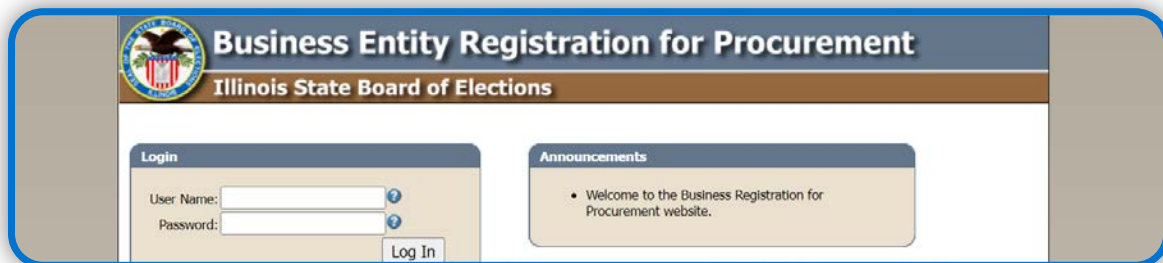 Business Entity Registration for Procurement
Illinois State Board of Elections
Login
User Name:
Password:
Log In
Announcements
• Welcome to the Business Registration for
Procurement website.